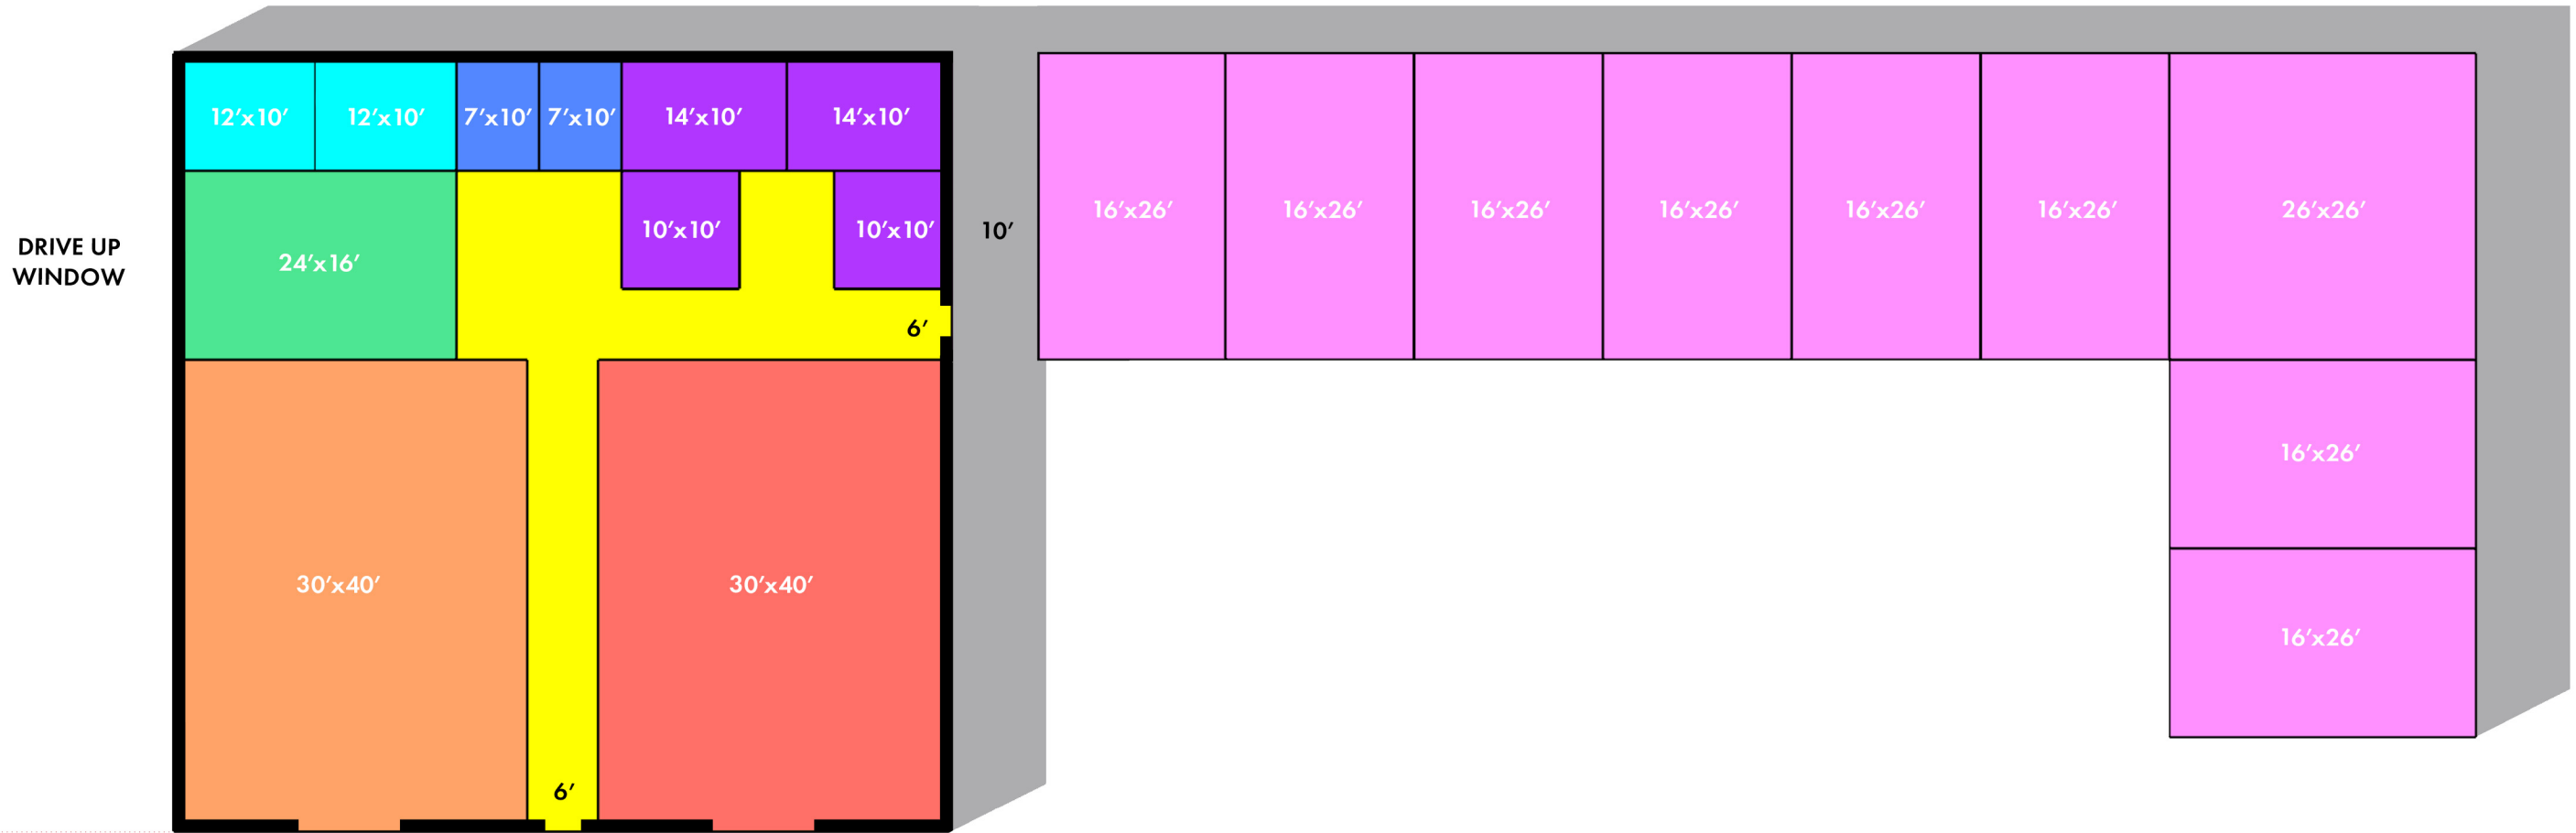 12′x10′
12′x10′
7′x10′
7′x10′
14′x10′
14′x10′
10′x10′
10′x10′
DRIVE UP
WINDOW
24′x16′
6′
10′
30′x40′
30′x40′
6′
16′x26′
16′x26′
16′x26′
16′x26′
16′x26′
16′x26′
26′x26′
16′x26′
16′x26′